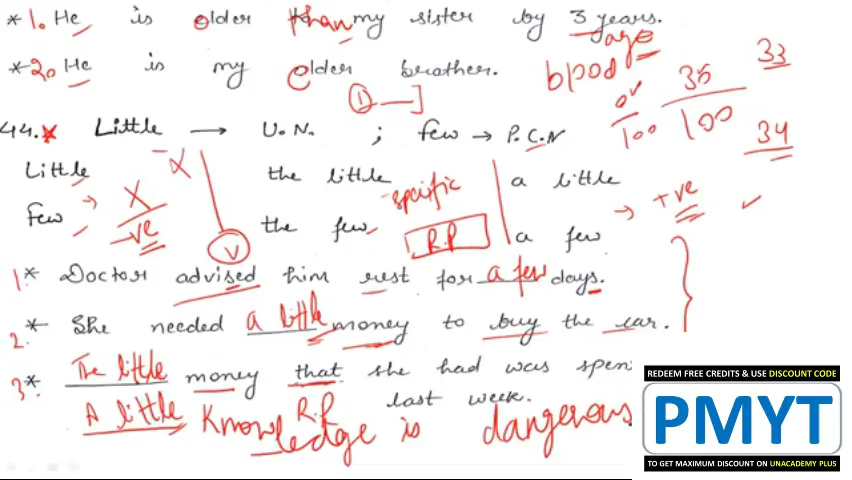 *1. He is older than my sister by 3 years.
age
*2. He is my older brother. blood
33
35/100
0/100
34
44.* Little → U.N. ; few → P.C.N
Little the little a little
specific
Few → X -ve the few R.P a few → +ve ✓
V
1.* Doctor advised him rest for a few days.
2.* She needed a little money to buy the car.
3.* The little money that she had was spen
R.P last week.
A little knowledge is dangerous
REDEEM FREE CREDITS & USE DISCOUNT CODE
PMYT
TO GET MAXIMUM DISCOUNT ON UNACADEMY PLUS